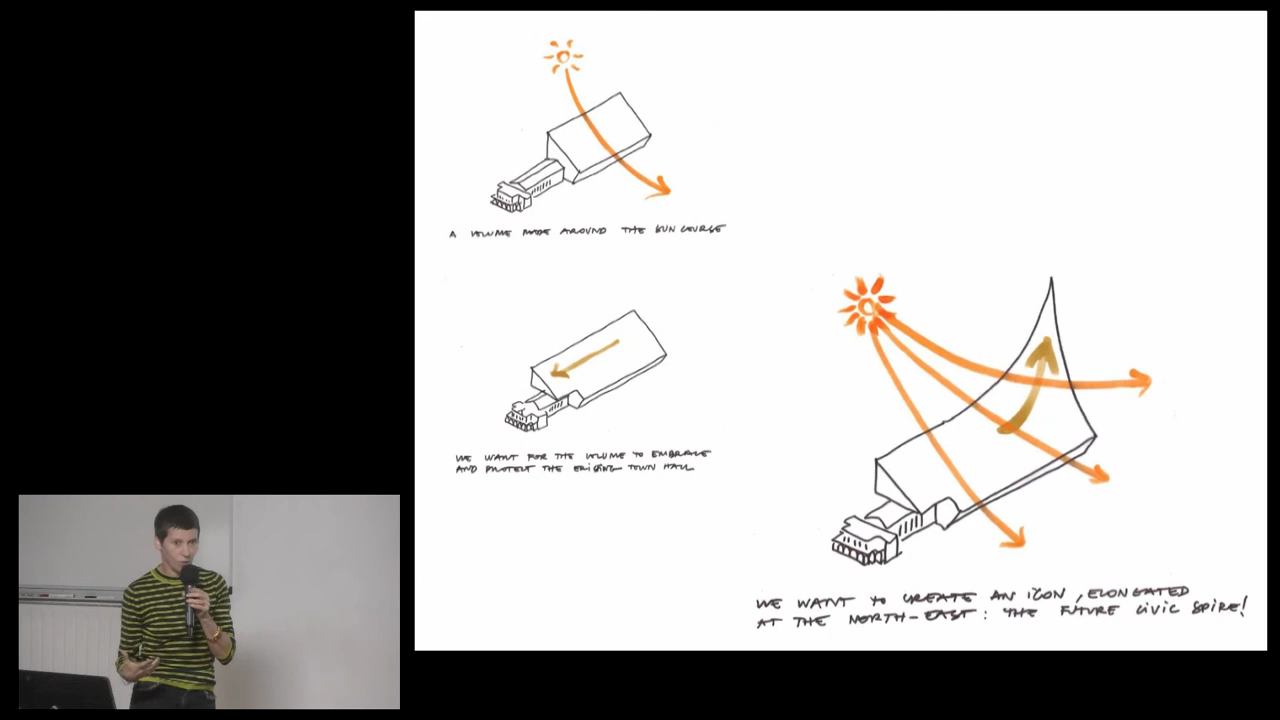 A VOLUME MADE AROUND THE SUN COURSE
WE WANT FOR THE VOLUME TO EMBRACE
AND PROTECT THE EXISTING TOWN HALL
WE WANT TO CREATE AN ICON, ELONGATED
AT THE NORTH-EAST: THE FUTURE CIVIC SPIRE!